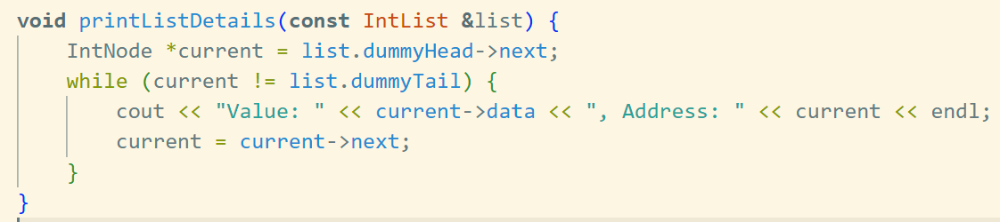 void printListDetails(const IntList &list) {
    IntNode *current = list.dummyHead->next;
    while (current != list.dummyTail) {
        cout << "Value: " << current->data << ", Address: " << current << endl;
        current = current->next;
    }
}